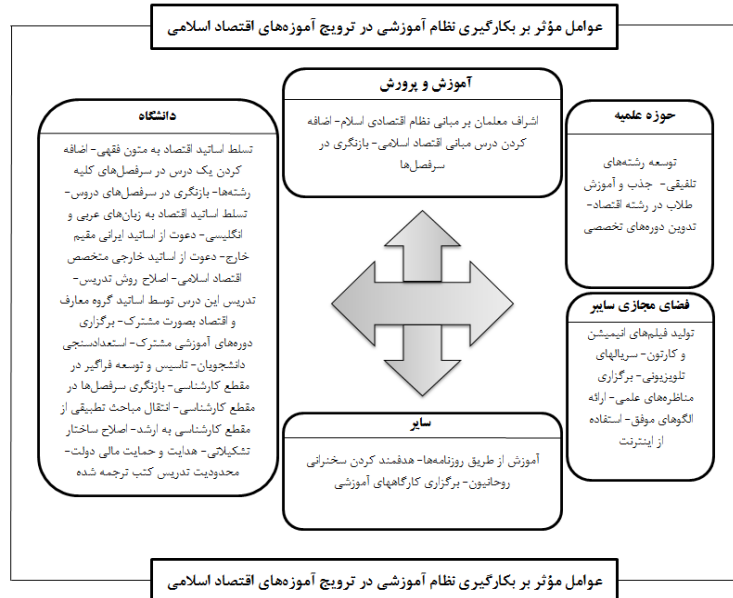 عوامل مؤثر بر بکارگیری نظام آموزشی در ترویج آموزه‌های اقتصاد اسلامی
آموزش و پرورش
اشراف معلمان بر مبانی نظام اقتصادی اسلام- اضافه
کردن درس مبانی اقتصاد اسلامی- بازنگری در
سرفصل‌ها
حوزه علمیه
توسعه رشته‌های
تلفیقی- جذب و آموزش
طلاب در رشته اقتصاد-
تدوین دوره‌های تخصصی
دانشگاه
تسلط اساتید اقتصاد به متون فقهی- اضافه
کردن یک درس در سرفصل‌های کلیه
رشته‌ها- بازنگری در سرفصل‌های دروس-
تسلط اساتید اقتصاد به زبان‌های عربی و
انگلیسی- دعوت از اساتید ایرانی مقیم
خارج- دعوت از اساتید خارجی متخصص
اقتصاد اسلامی- اصلاح روش تدریس-
تدریس این درس توسط اساتید گروه معارف
و اقتصاد بصورت مشترک- برگزاری
دوره‌های آموزشی مشترک- استعدادسنجی
دانشجویان- تاسیس و توسعه فراگیر در
مقطع کارشناسی- بازنگری سرفصل‌ها در
مقطع کارشناسی- انتقال مباحث تطبیقی از
مقطع کارشناسی به ارشد- اصلاح ساختار
تشکیلاتی- هدایت و حمایت مالی دولت-
محدودیت تدریس کتب ترجمه شده
فضای مجازی سایبر
تولید فیلم‌های انیمیشن
و کارتون- سریالهای
تلویزیونی- برگزاری
مناظره‌های علمی- ارائه
الگوهای موفق- استفاده
از اینترنت
سایر
آموزش از طریق روزنامه‌ها- هدفمند کردن سخنرانی
روحانیون- برگزاری کارگاههای آموزشی
عوامل مؤثر بر بکارگیری نظام آموزشی در ترویج آموزه‌های اقتصاد اسلامی